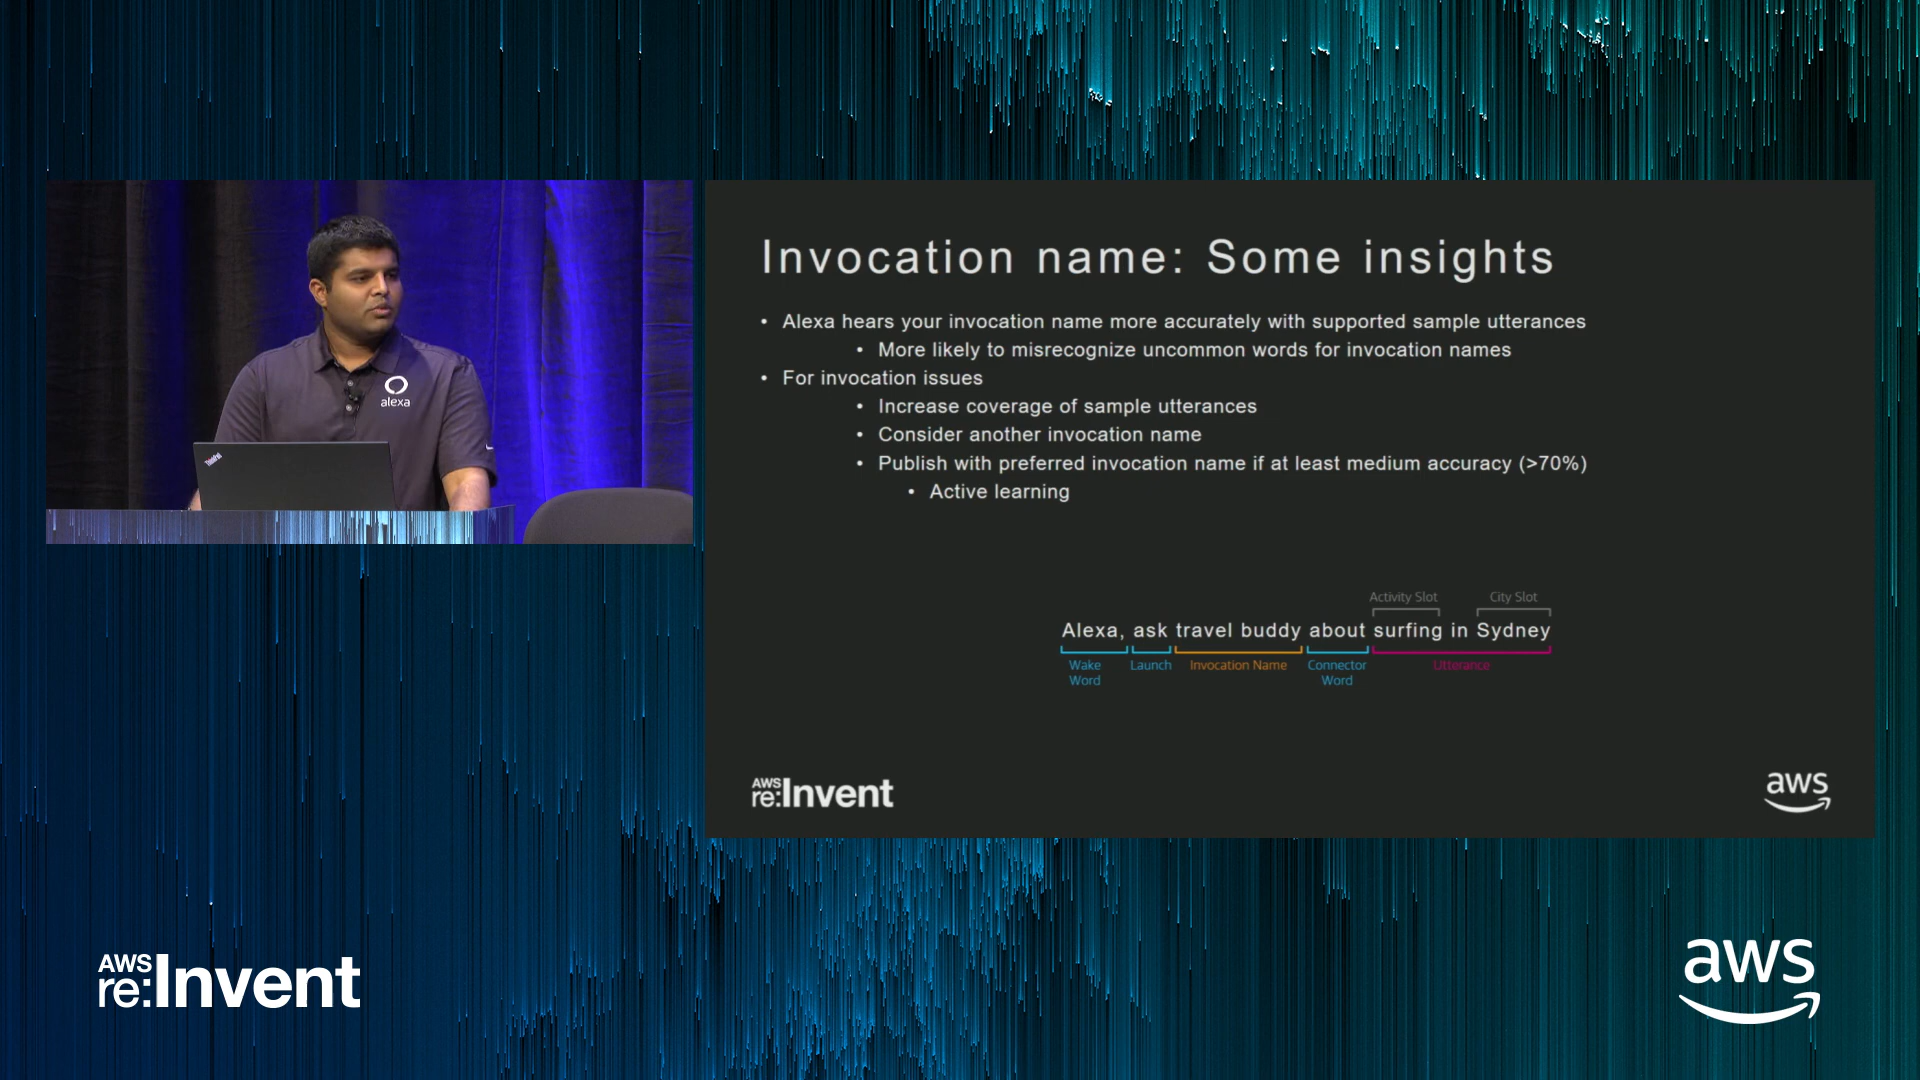 alexa
ThinkPad
Invocation name: Some insights
• Alexa hears your invocation name more accurately with supported sample utterances
• More likely to misrecognize uncommon words for invocation names
• For invocation issues
• Increase coverage of sample utterances
• Consider another invocation name
• Publish with preferred invocation name if at least medium accuracy (>70%)
• Active learning
Activity Slot City Slot
Alexa, ask travel buddy about surfing in Sydney
Wake Word Launch Invocation Name Connector Word Utterance
AWS
re:Invent
aws
AWS
re:Invent
aws